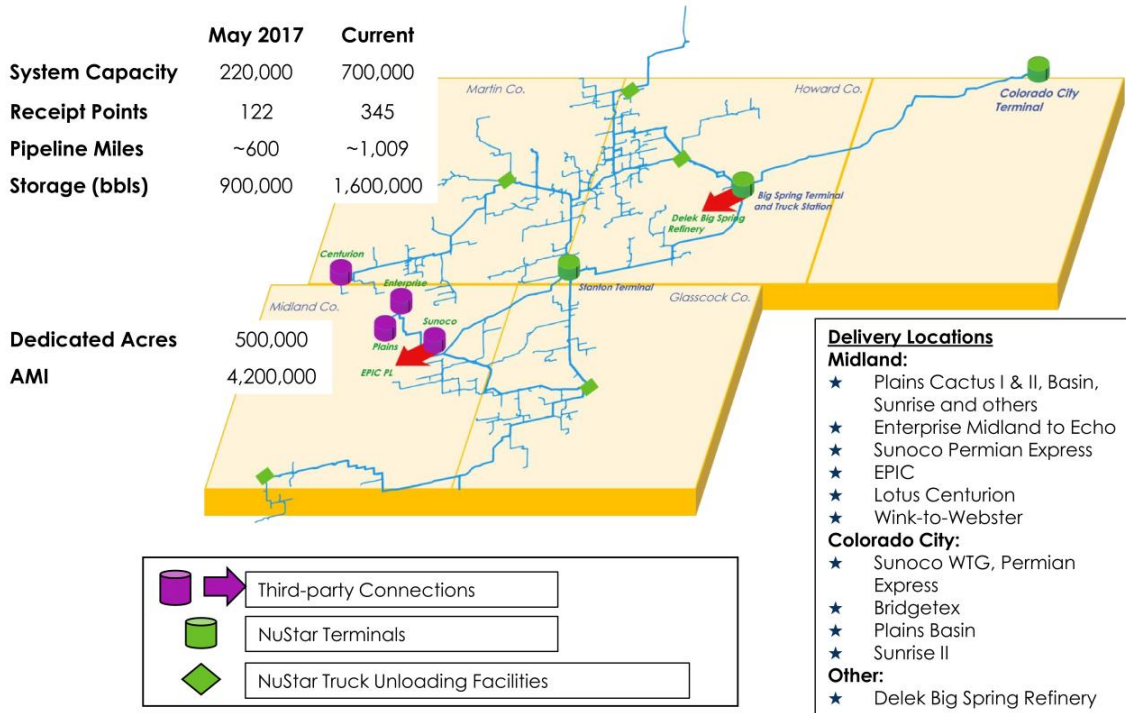 May 2017 Current
System Capacity 220,000 700,000
Receipt Points 122 345
Pipeline Miles ~600 ~1,009
Storage (bbls) 900,000 1,600,000
Dedicated Acres 500,000
AMI 4,200,000
Martin Co.
Howard Co.
Colorado City
Terminal
Big Spring Terminal
and Truck Station
Delek Big Spring
Refinery
Centurion
Enterprise
Stanton Terminal
Midland Co.
Glasscock Co.
Plains
Sunoco
EPIC PL
Third-party Connections
NuStar Terminals
NuStar Truck Unloading Facilities
Delivery Locations
Midland:
★ Plains Cactus I & II, Basin,
Sunrise and others
★ Enterprise Midland to Echo
★ Sunoco Permian Express
★ EPIC
★ Lotus Centurion
★ Wink-to-Webster
Colorado City:
★ Sunoco WTG, Permian
Express
★ Bridgetex
★ Plains Basin
★ Sunrise II
Other:
★ Delek Big Spring Refinery